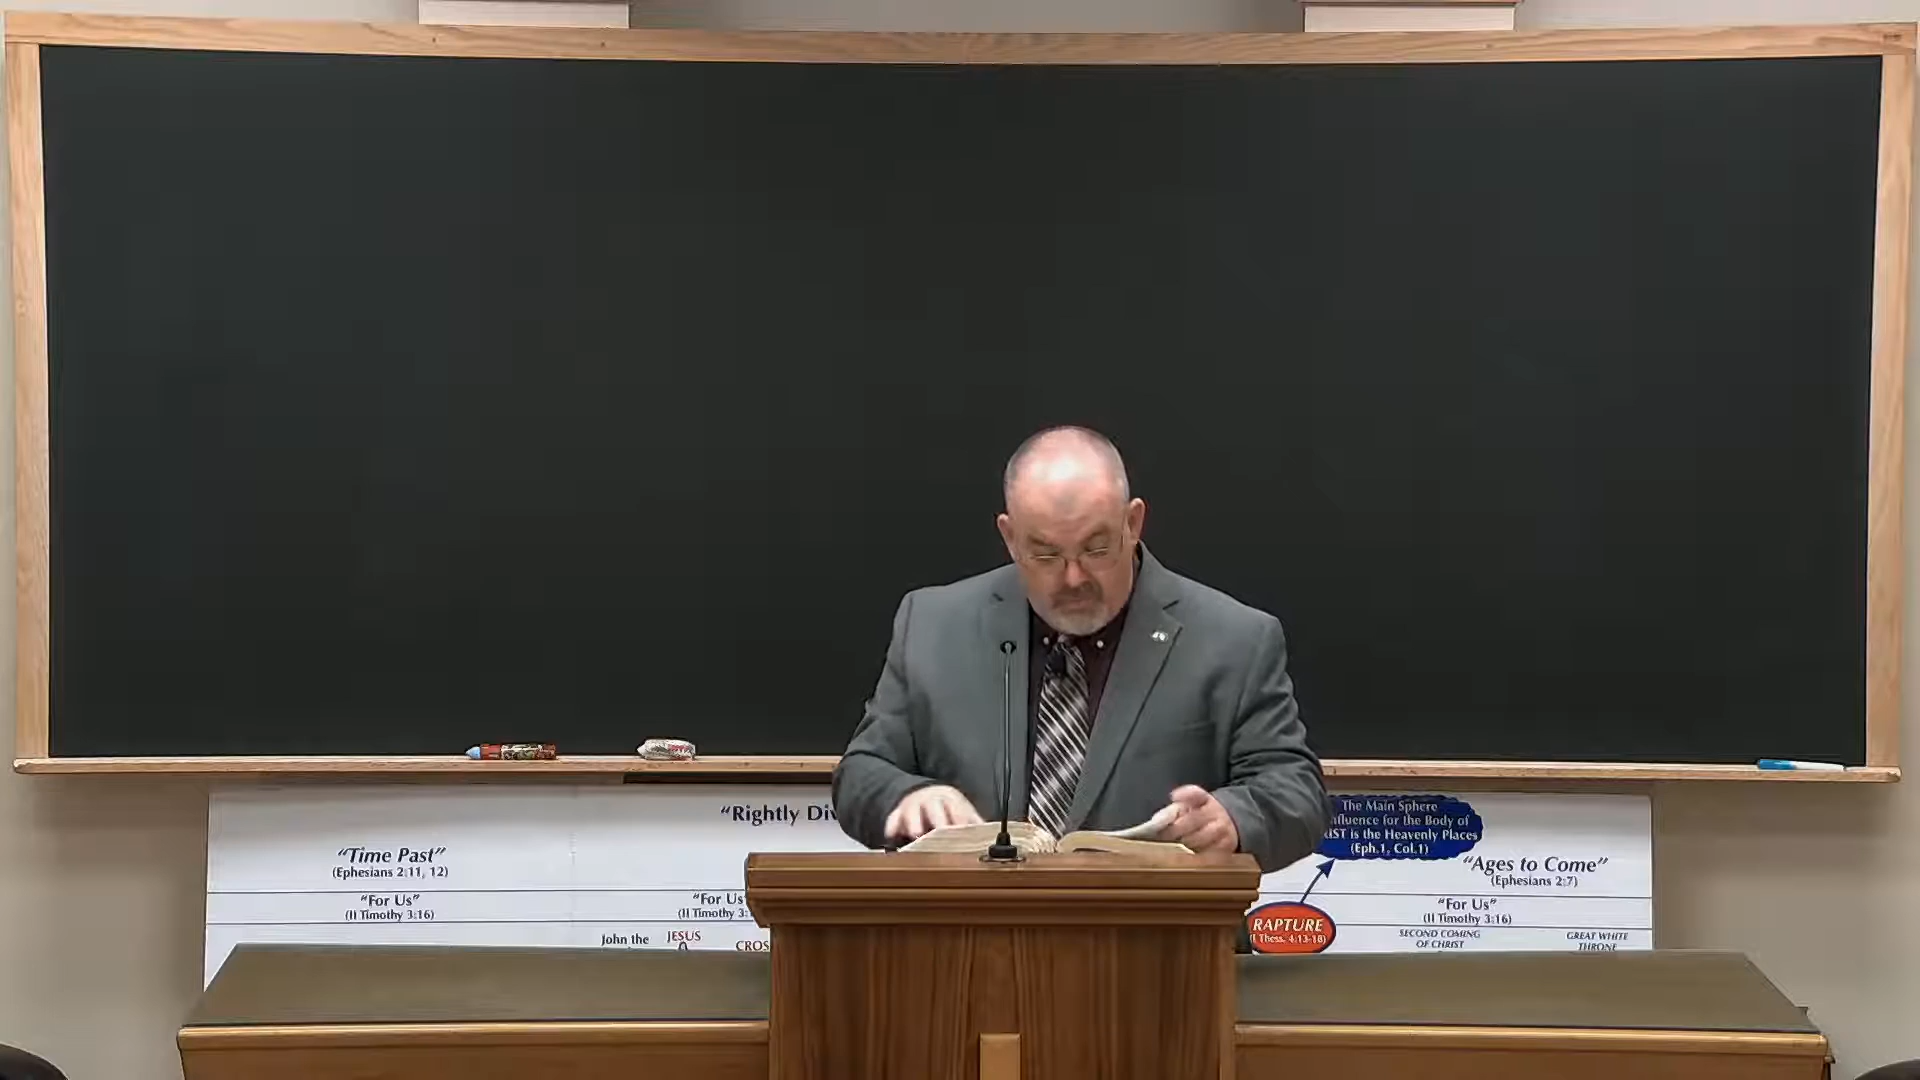 “Rightly Div
“Time Past”
(Ephesians 2:11, 12)
“For Us”
(II Timothy 3:16)
“For Us
(II Timothy 3:
John the
JESUS
CROS
The Main Sphere
nfluence for the Body of
IST is the Heavenly Places
(Eph.1, Col.1)
“Ages to Come”
(Ephesians 2:7)
RAPTURE
(I Thess. 4:13-18)
“For Us”
(II Timothy 3:16)
SECOND COMING
OF CHRIST
GREAT WHITE
THRONE